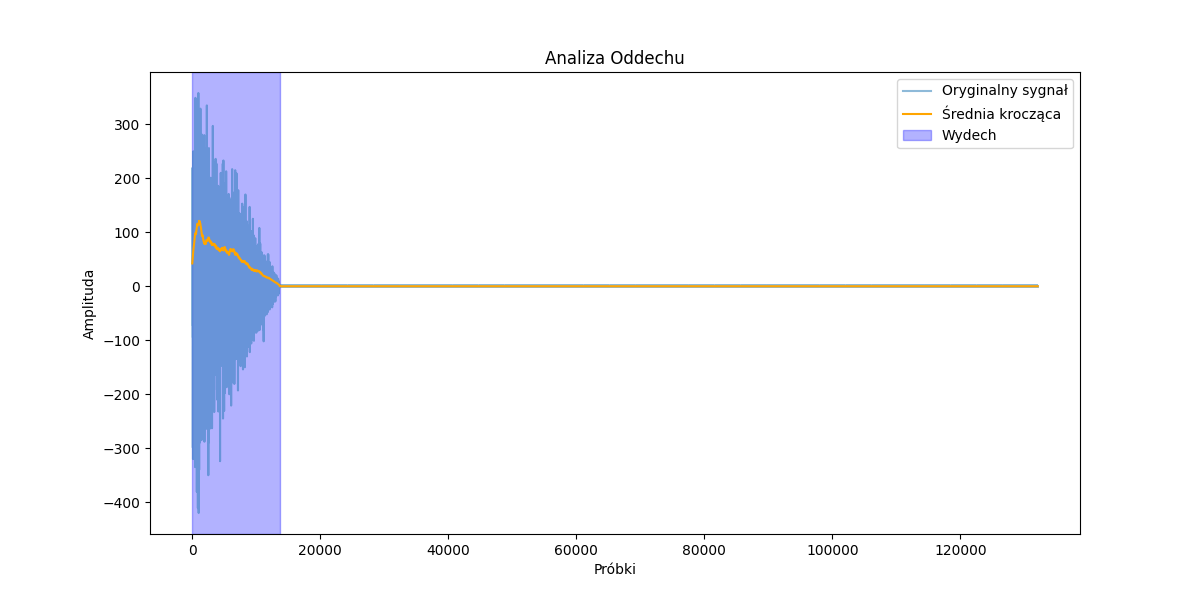 Analiza Oddechu
Oryginalny sygnał
Średnia krocząca
Wydech
Amplituda
300
200
100
0
−100
−200
−300
−400
0 20000 40000 60000 80000 100000 120000
Próbki